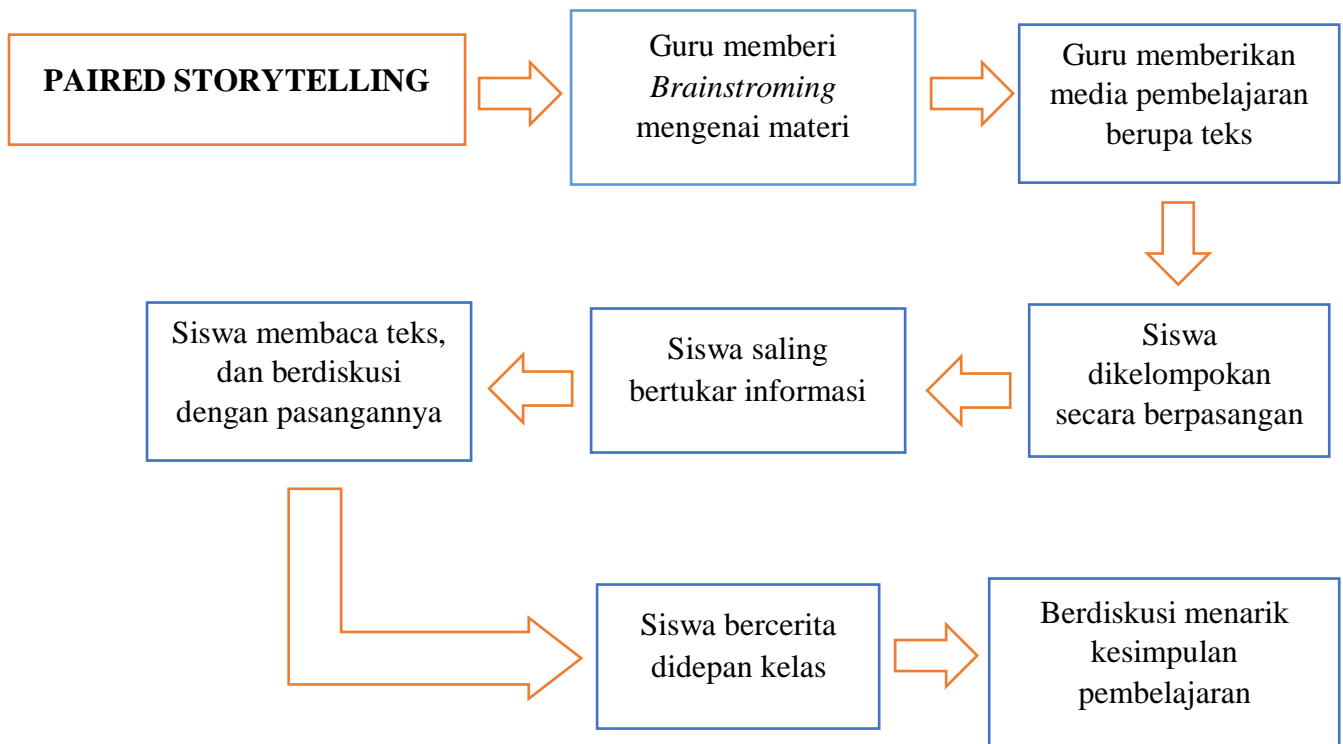 PAIRED STORYTELLING
Guru memberi
Brainstroming
mengenai materi
Guru memberikan
media pembelajaran
berupa teks
Siswa
dikelompokan
secara berpasangan
Siswa saling
bertukar informasi
Siswa membaca teks,
dan berdiskusi
dengan pasangannya
Siswa bercerita
didepan kelas
Berdiskusi menarik
kesimpulan
pembelajaran